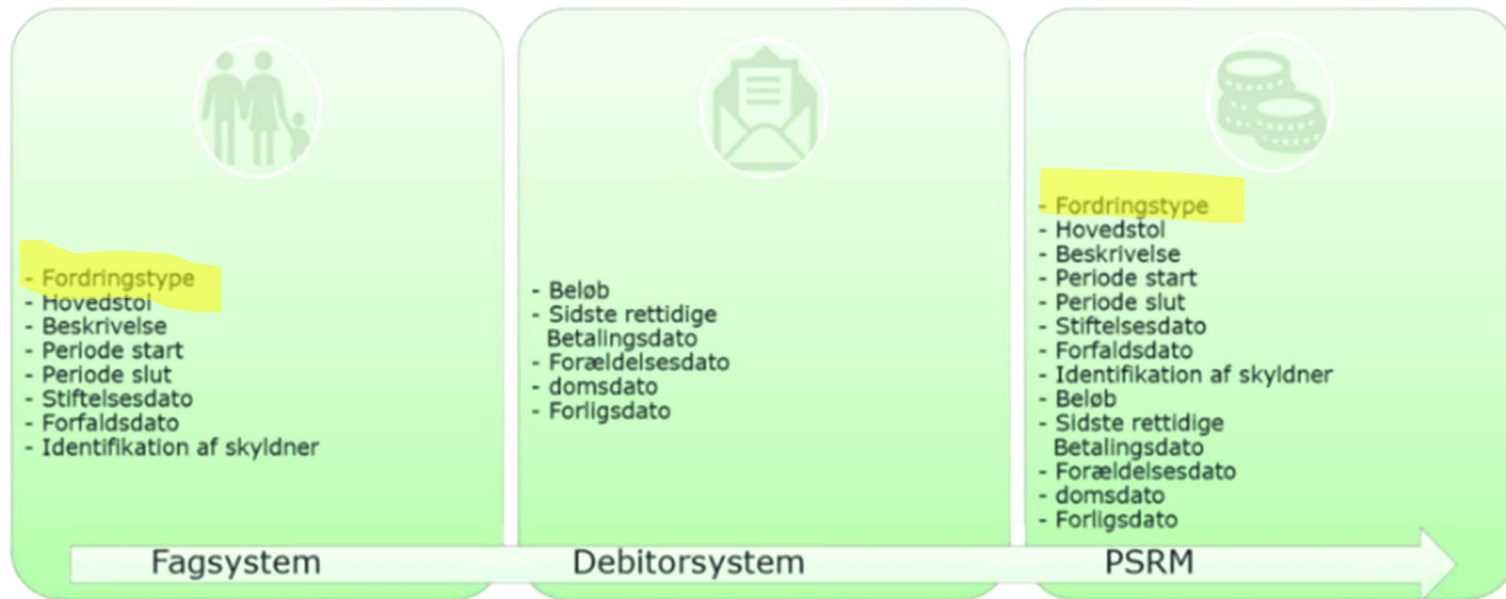 - Fordringstype
- Hovedstol
- Beskrivelse
- Periode start
- Periode slut
- Stiftelsesdato
- Forfaldsdato
- Identifikation af skyldner
- Beløb
- Sidste rettidige
Betalingsdato
- Forældelsesdato
- domsdato
- Forligsdato
- Fordringstype
- Hovedstol
- Beskrivelse
- Periode start
- Periode slut
- Stiftelsesdato
- Forfaldsdato
- Identifikation af skyldner
- Beløb
- Sidste rettidige
Betalingsdato
- Forældelsesdato
- domsdato
- Forligsdato
Fagsystem
Debitorsystem
PSRM